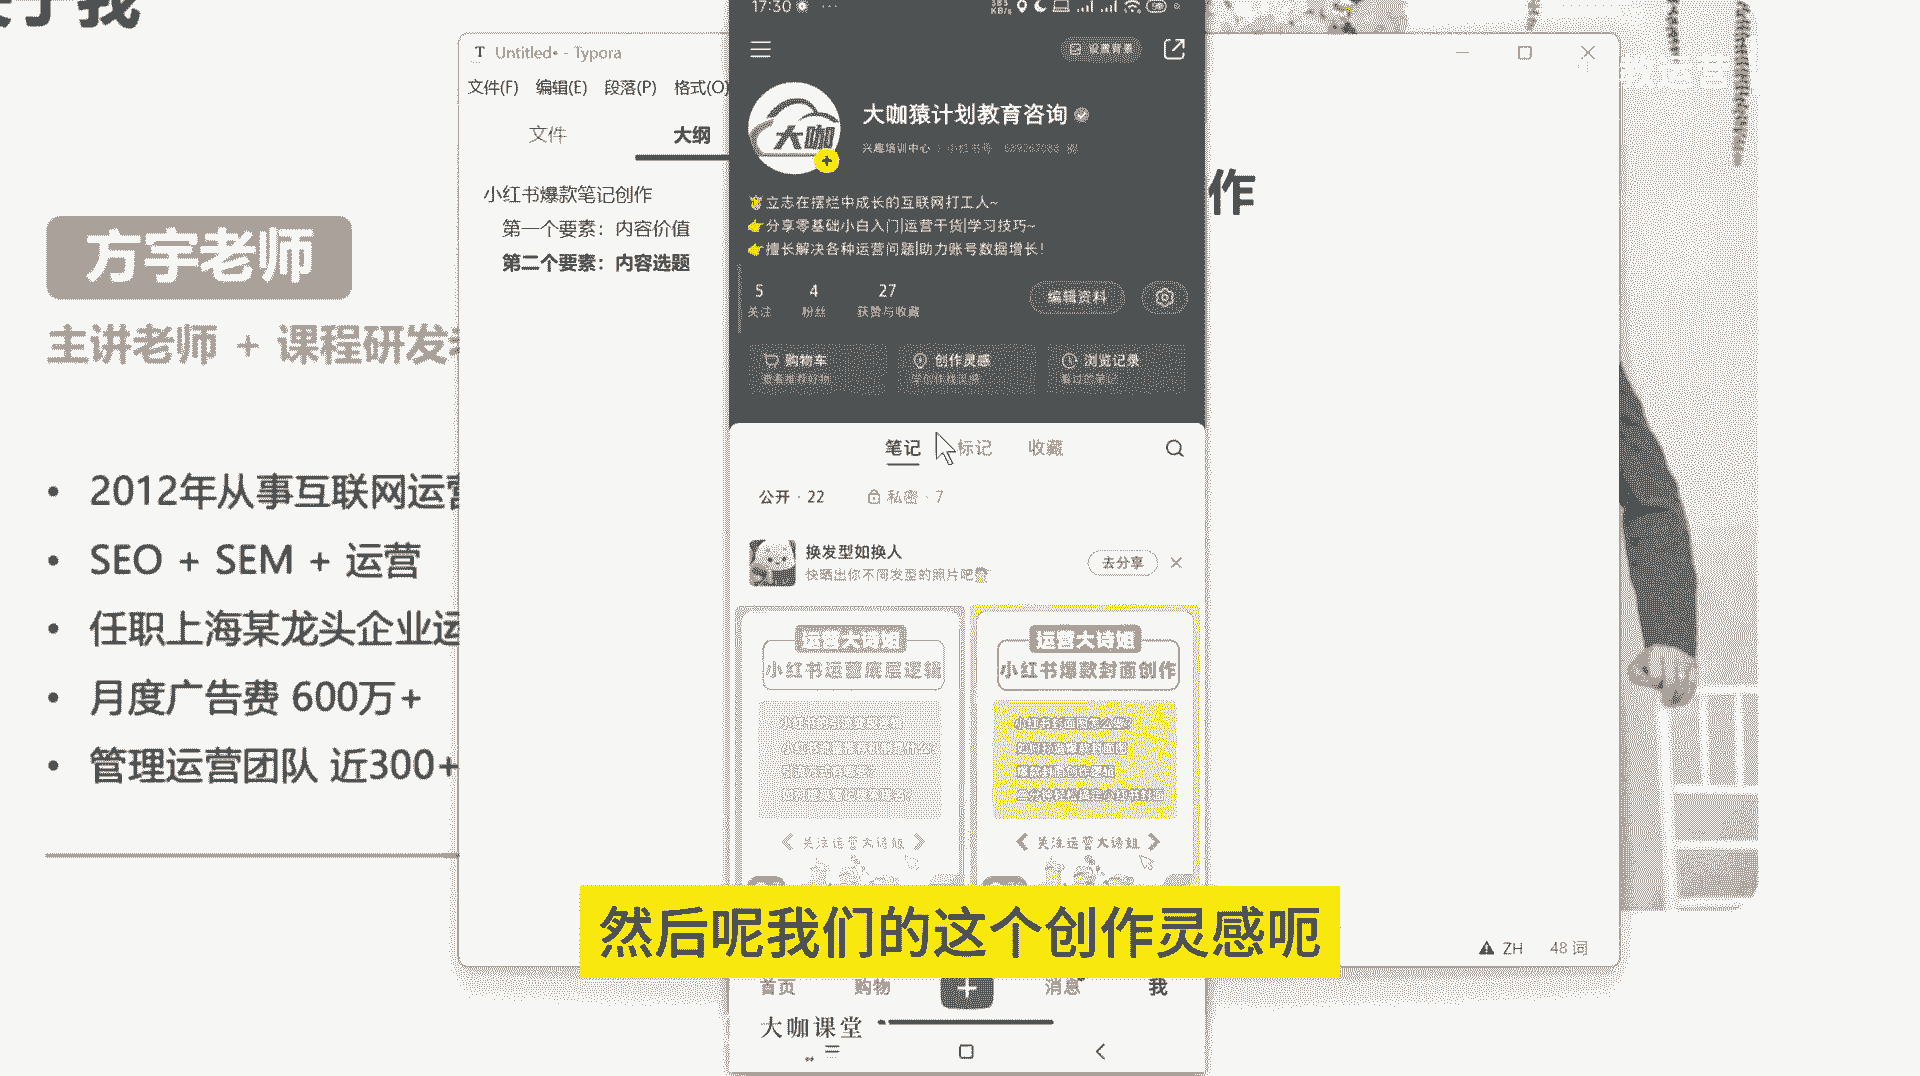 关于我
方宇老师
主讲老师 + 课程研发老
2012年从事互联网运营
SEO + SEM + 运营
任职上海某龙头企业运
月度广告费 600万+
管理运营团队 近300+
Untitled• - Typora
文件(F) 编辑(E) 段落(P) 格式(O)
文件 大纲
小红书爆款笔记创作
第一个要素：内容价值
第二个要素：内容选题
作
ZH 48 词
17:30
设置背景
大咖
大咖猿计划教育咨询
兴趣培训中心 小红书号
立志在摆烂中成长的互联网打工人~
分享零基础小白入门|运营干货|学习技巧~
擅长解决各种运营问题|助力账号数据增长！
5 4 27
关注 粉丝 获赞与收藏
编辑资料
购物车 创作灵感 浏览记录
查看推荐好物 学创作找灵感 看过的笔记
笔记 标记 收藏
公开 · 22 私密 · 7
换发型如换人
快晒出你不同发型的照片吧
去分享
运营大诗姐
小红书运营底层逻辑
关注运营大诗姐
运营大诗姐
小红书爆款封面创作
关注运营大诗姐
然后呢我们的这个创作灵感呃
首页 购物 消息 我
大咖课堂